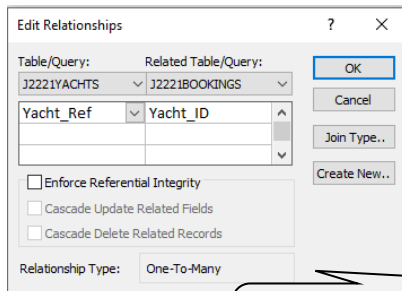 Edit Relationships ? ×
Table/Query: Related Table/Query:
J2221YACHTS J2221BOOKINGS
Yacht_Ref Yacht_ID
Enforce Referential Integrity
Cascade Update Related Fields
Cascade Delete Related Records
Relationship Type: One-To-Many
OK
Cancel
Join Type..
Create New..